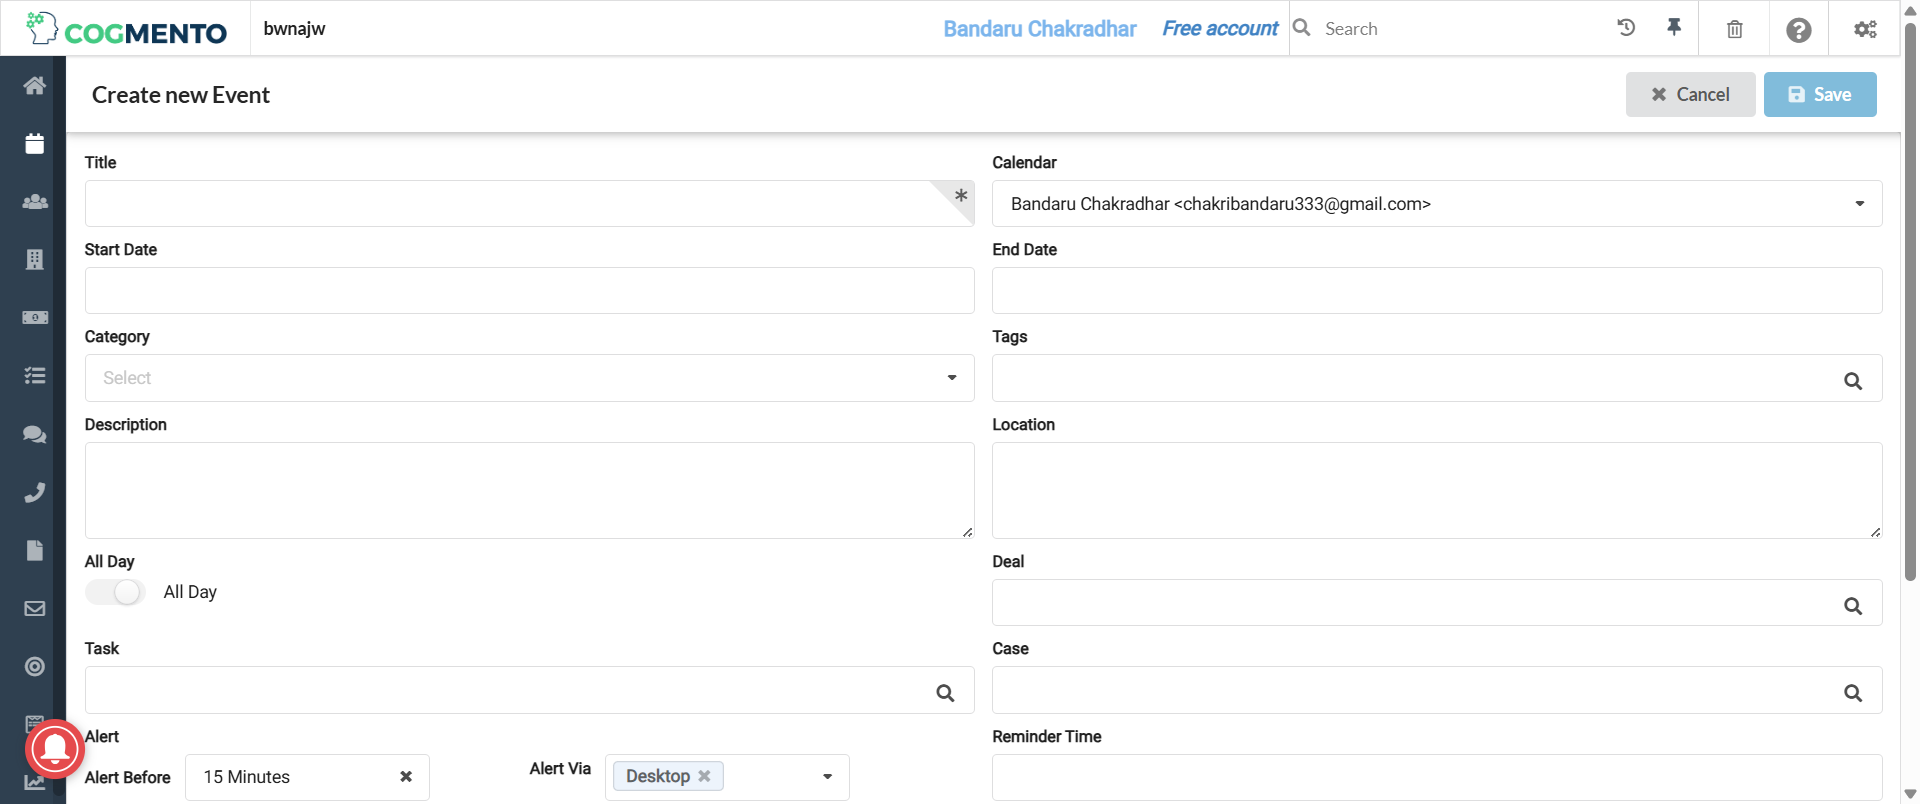 COGMENTO
bwnajw
Bandaru Chakradhar
Free account
Search
Create new Event
Cancel
Save
Title
*
Calendar
Bandaru Chakradhar <chakribandaru333@gmail.com>
Start Date
End Date
Category
Select
Tags
Description
Location
All Day
All Day
Deal
Task
Case
Alert
Alert Before
15 Minutes
Alert Via
Desktop
Reminder Time